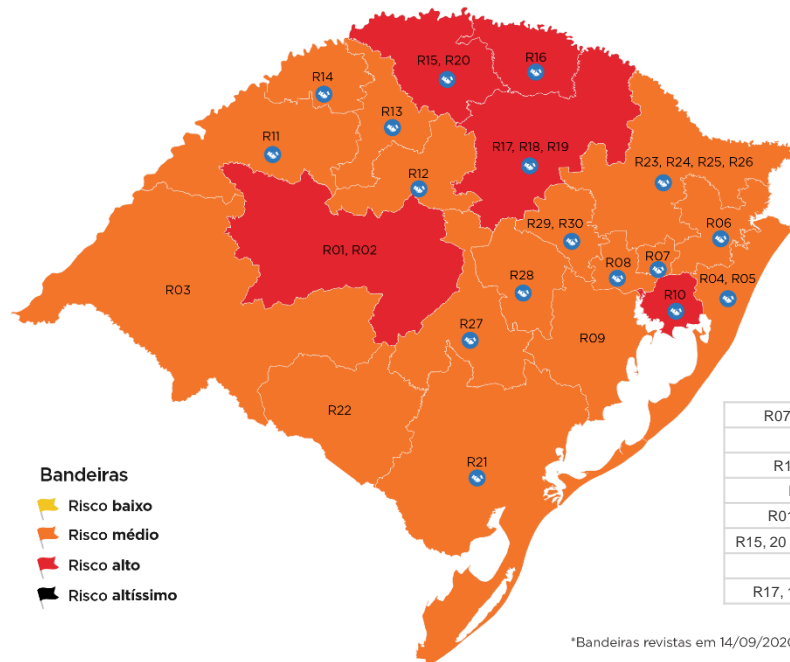 R15, R20
R16
R14
R13
R11
R17, R18, R19
R23, R24, R25, R26
R12
R29, R30
R06
R01, R02
R08
R07
R03
R28
R04, R05
R10
R27
R09
R22
R21
Bandeiras
Risco baixo
Risco médio
Risco alto
Risco altíssimo
R07
R1
R01
R15, 20
R17, 1
*Bandeiras revistas em 14/09/2020